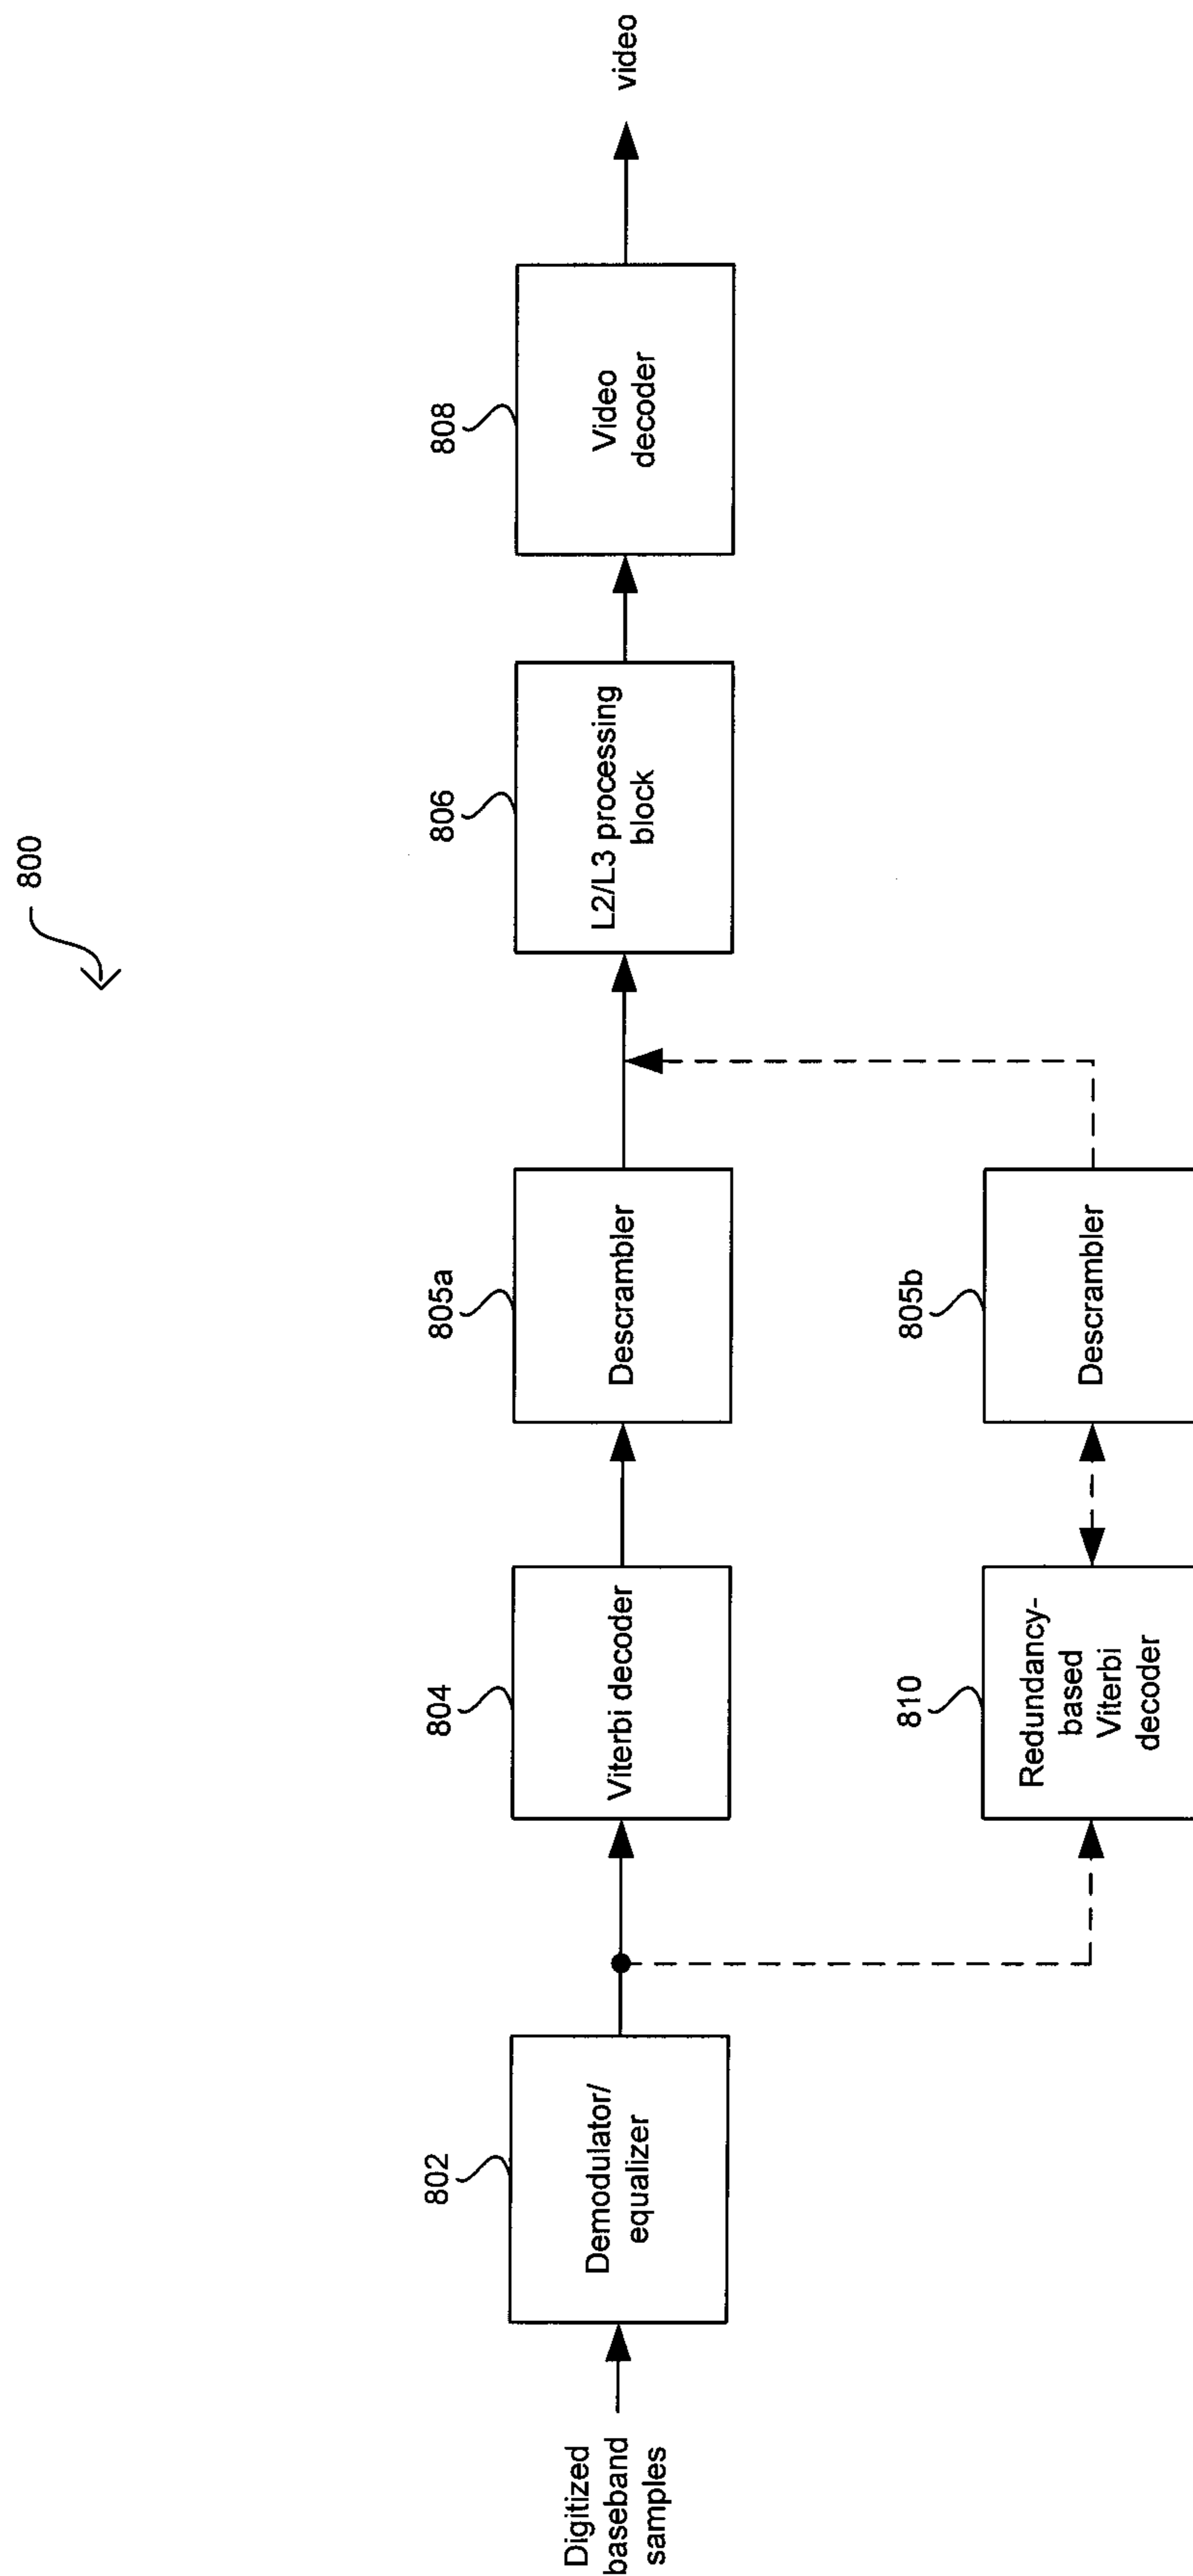 800
Digitized
baseband
samples
802
Demodulator/
equalizer
804
Viterbi decoder
805a
Descrambler
806
L2/L3 processing
block
808
Video
decoder
video
810
Redundancy-
based
Viterbi
decoder
805b
Descrambler